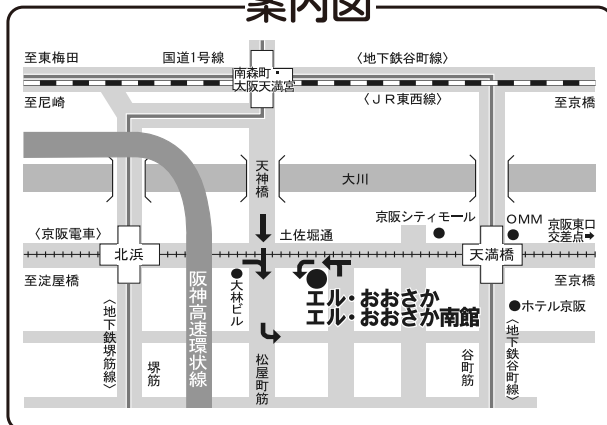 案内図
至東梅田
国道1号線
〈地下鉄谷町線〉
南森町
大阪天満宮
至尼崎
〈JR東西線〉
至京橋
天神橋
大川
京阪シティモール
OMM
京阪東口
交差点➡
〈京阪電車〉
土佐堀通
北浜
天満橋
至淀屋橋
至京橋
大林ビル
エル・おおさか
エル・おおさか南館
ホテル京阪
阪神高速環状線
〈地下鉄堺筋線〉
堺筋
松屋町筋
谷町筋
〈地下鉄谷町線〉